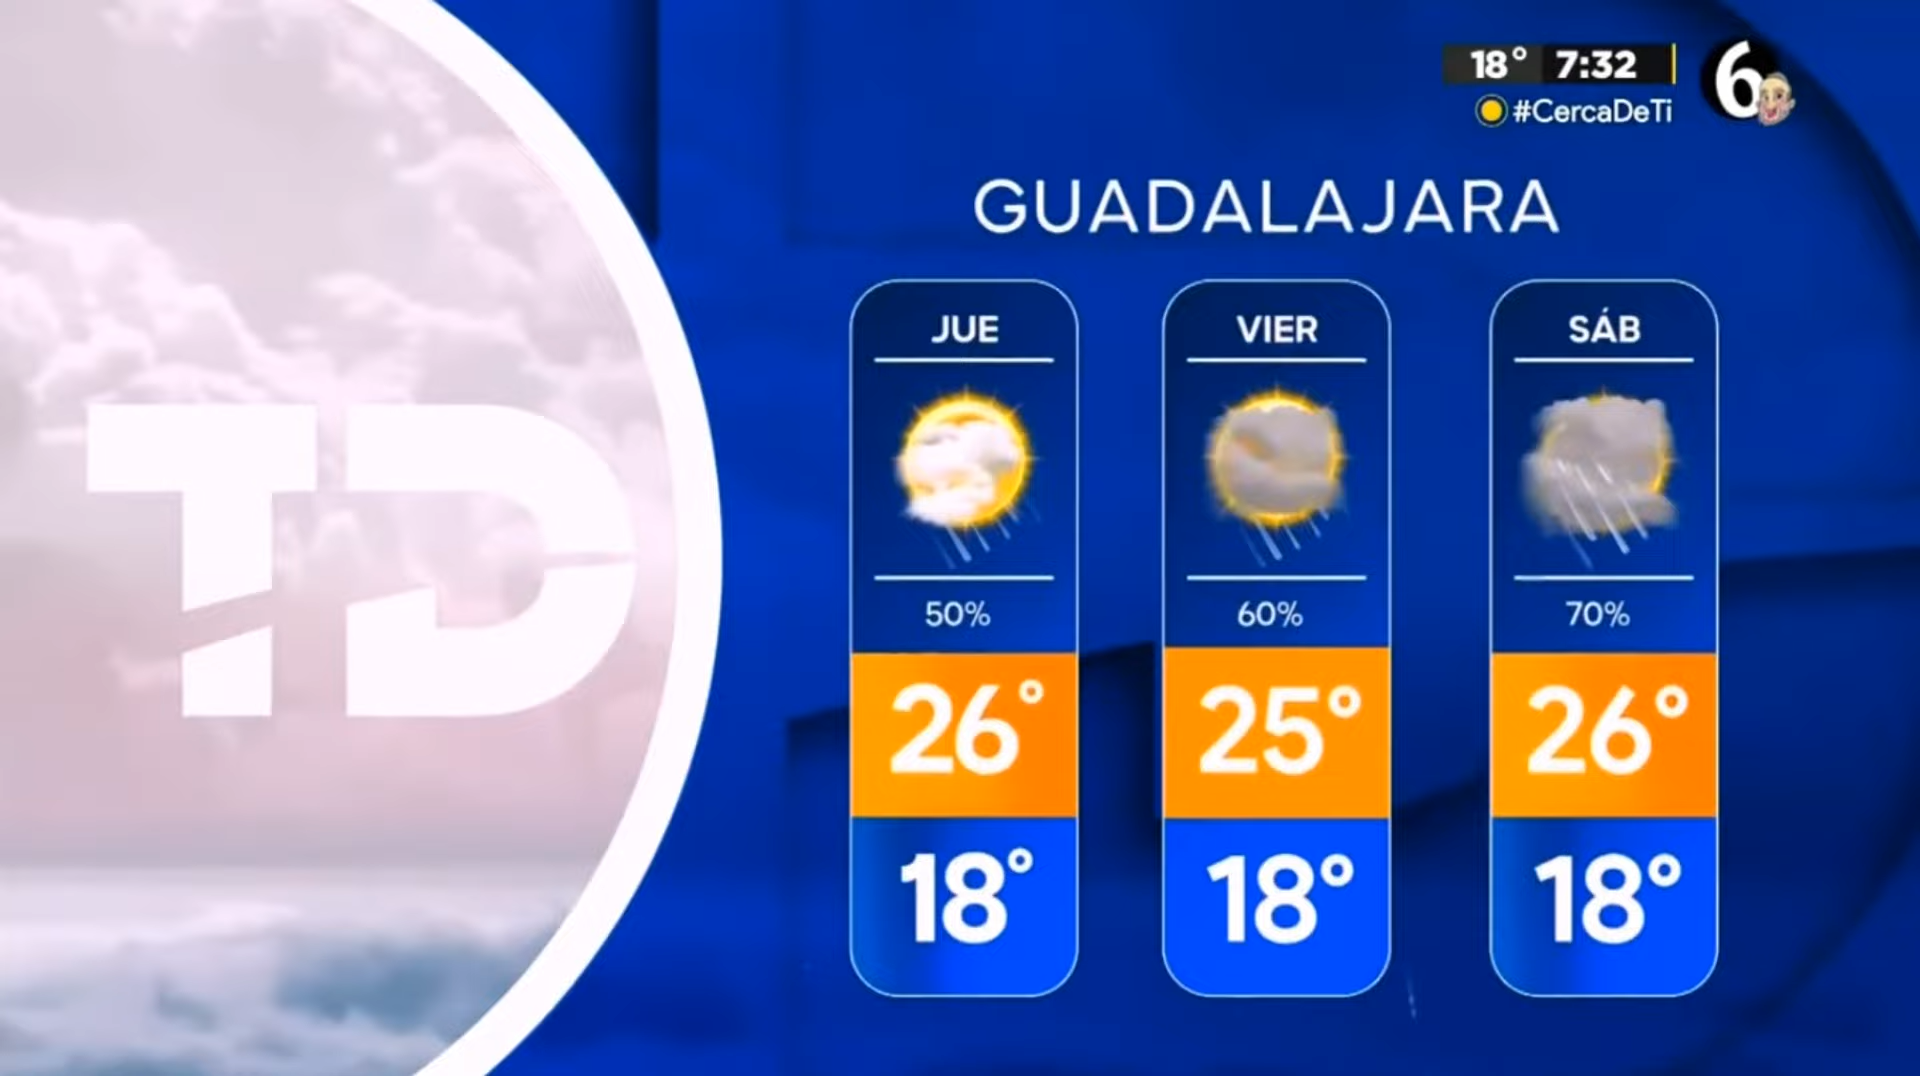 18° 7:32
6
#CercaDeTi
GUADALAJARA
TD
JUE
50%
26°
18°
VIER
60%
25°
18°
SÁB
70%
26°
18°